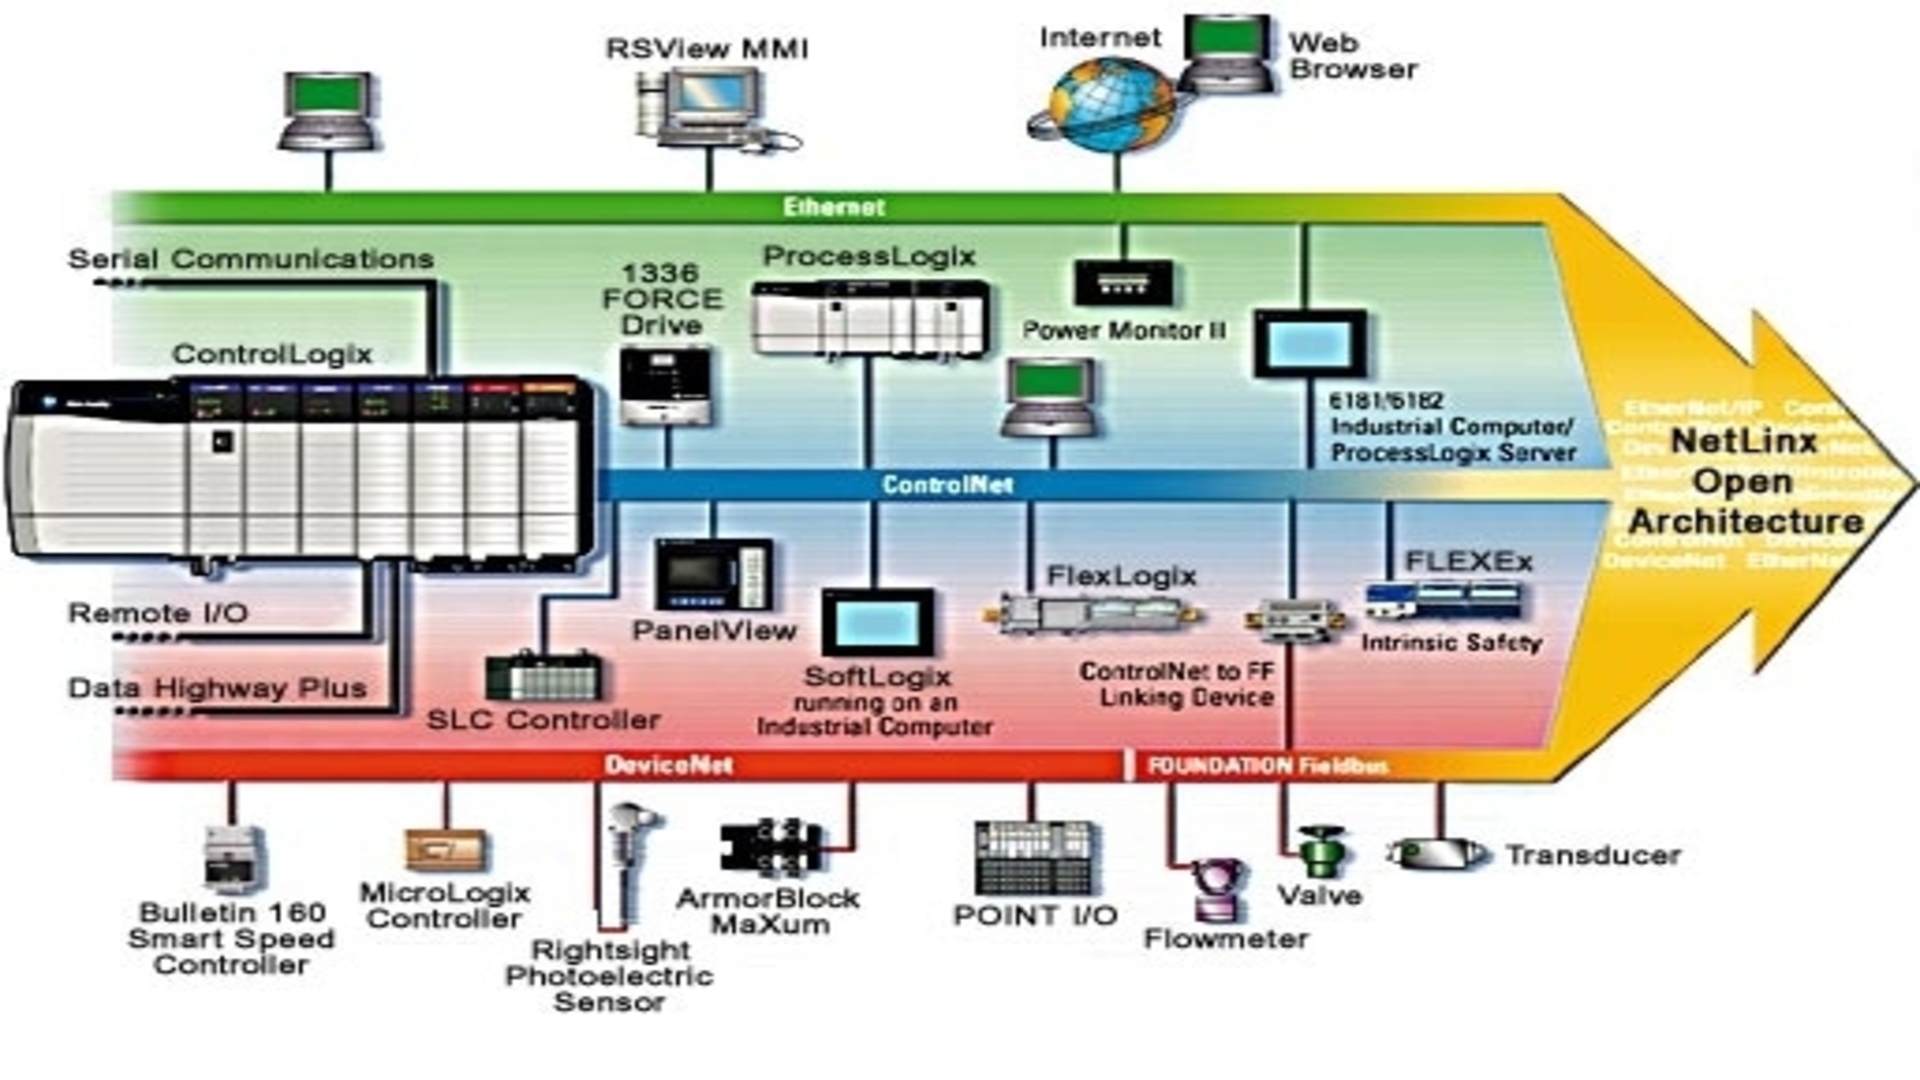 RSView MMI
Internet
Web
Browser
Ethernet
Serial Communications
ControlLogix
1336
FORCE
Drive
ProcessLogix
Power Monitor II
6181/6182
Industrial Computer/
ProcessLogix Server
ControlNet
NetLinx
Open
Architecture
EtherNet/IP
DeviceNet
Remote I/O
Data Highway Plus
SLC Controller
PanelView
SoftLogix
running on an
Industrial Computer
FlexLogix
ControlNet to FF
Linking Device
FLEXEx
Intrinsic Safety
DeviceNet
FOUNDATION Fieldbus
Bulletin 160
Smart Speed
Controller
MicroLogix
Controller
Rightsight
Photoelectric
Sensor
ArmorBlock
MaXum
POINT I/O
Flowmeter
Valve
Transducer